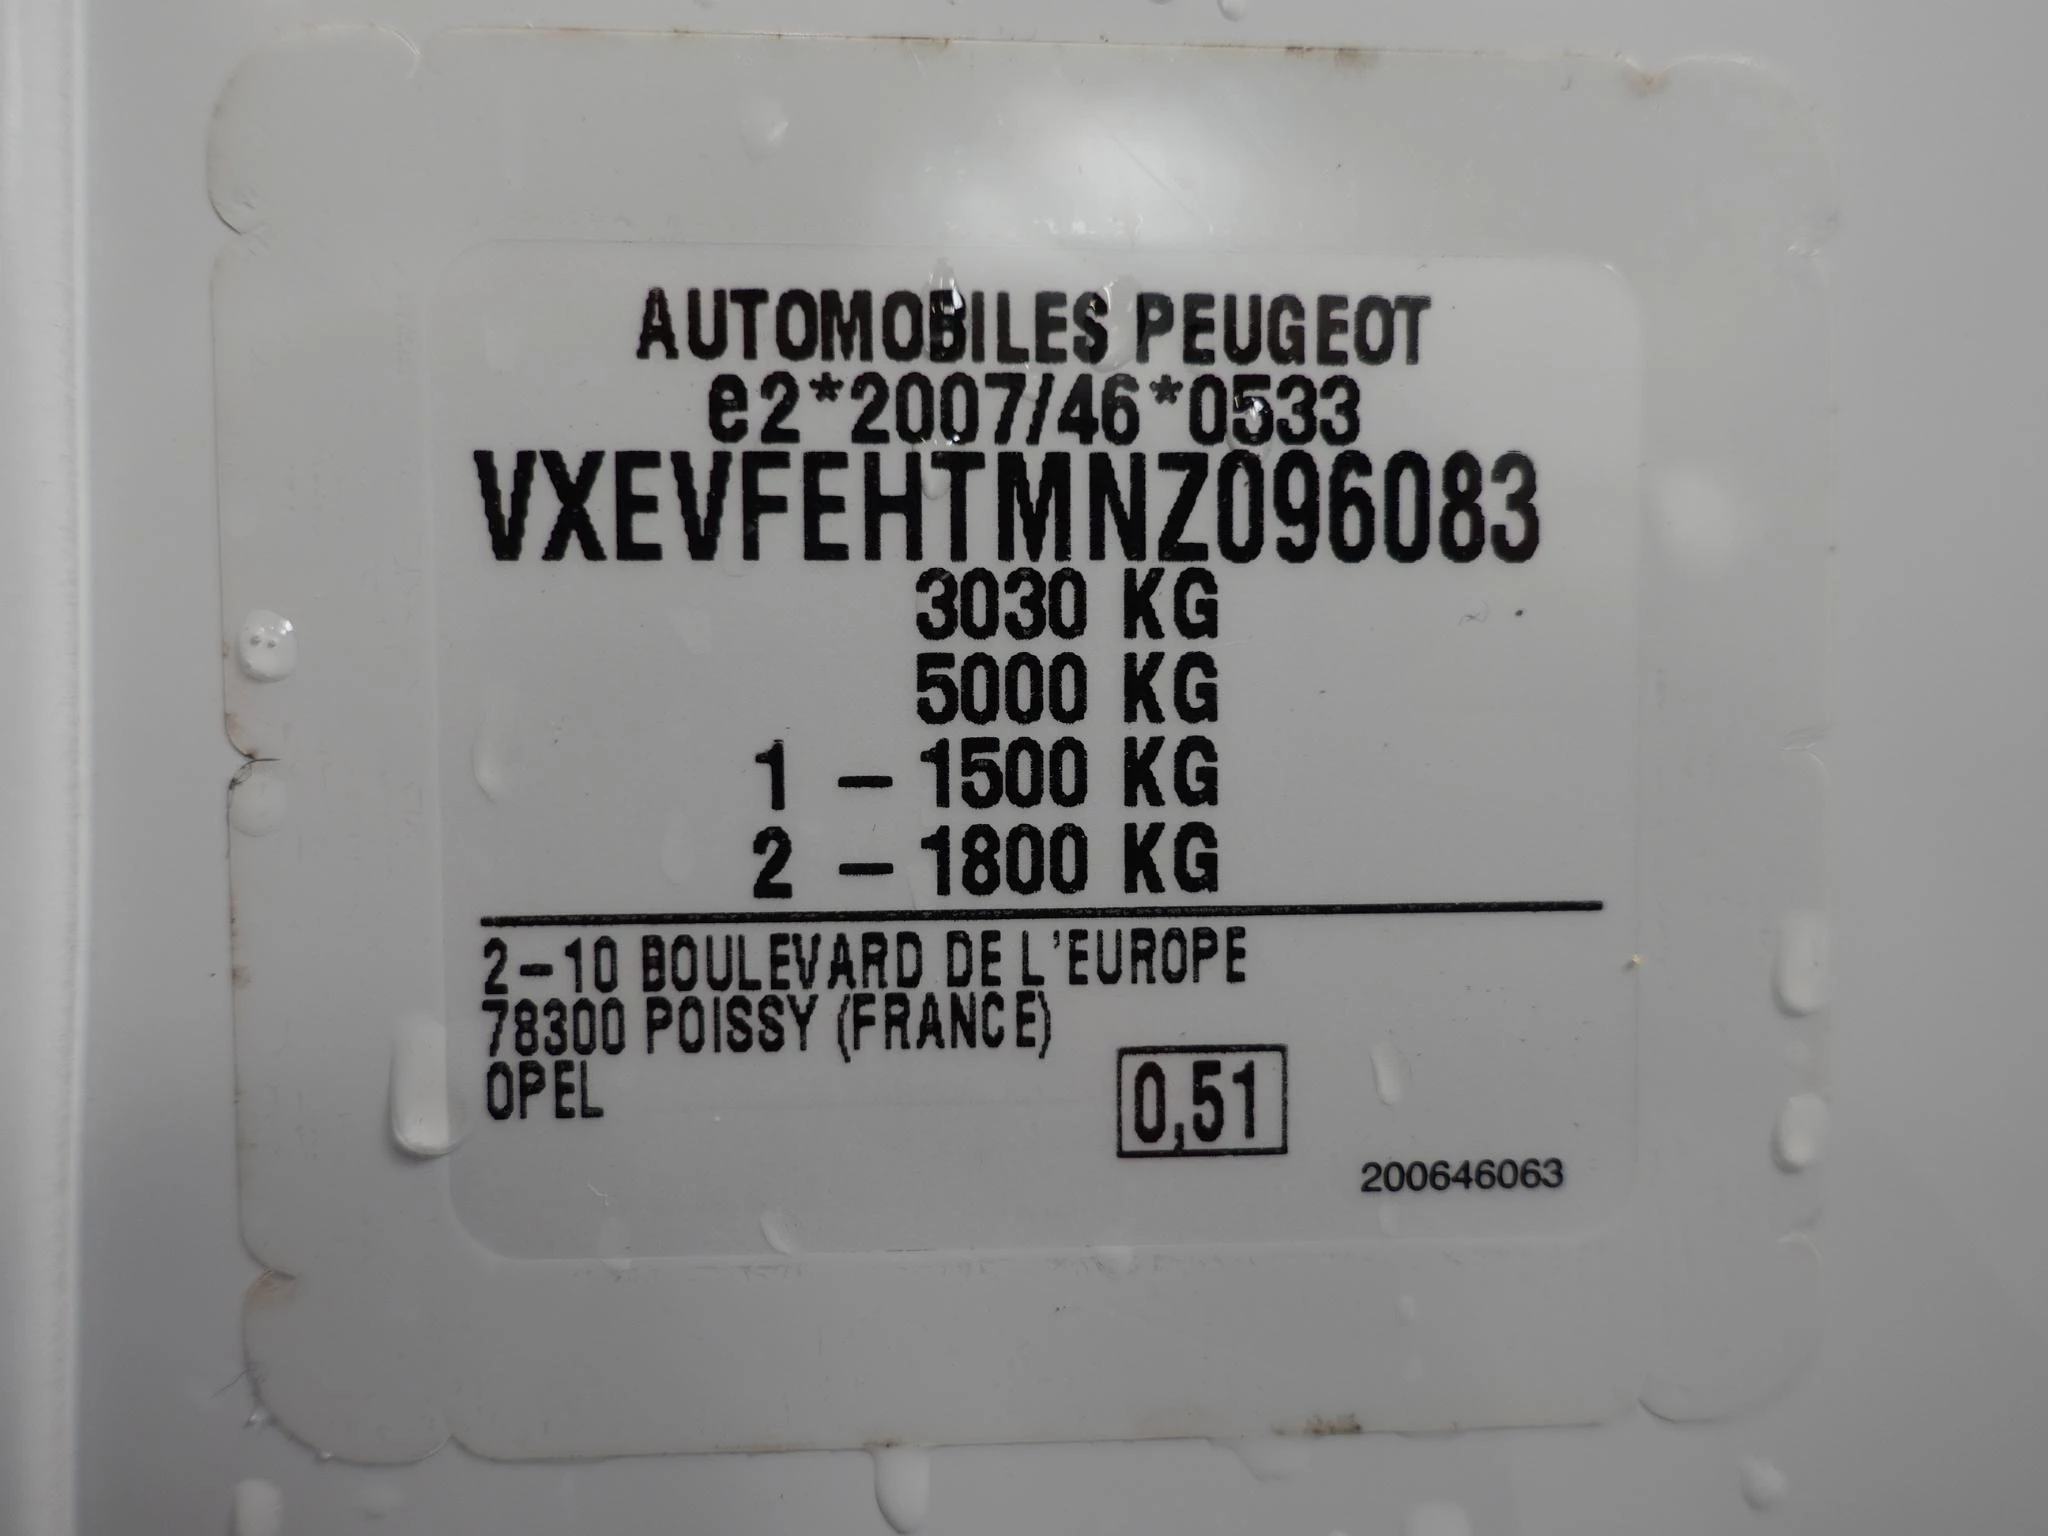 AUTOMOBILES PEUGEOT
e2*2007/46*0533
VXEVFEHTMNZ096083
3030 KG
5000 KG
1 – 1500 KG
2 – 1800 KG
2–10 BOULEVARD DE L'EUROPE
78300 POISSY (FRANCE)
OPEL
0,51
200646063